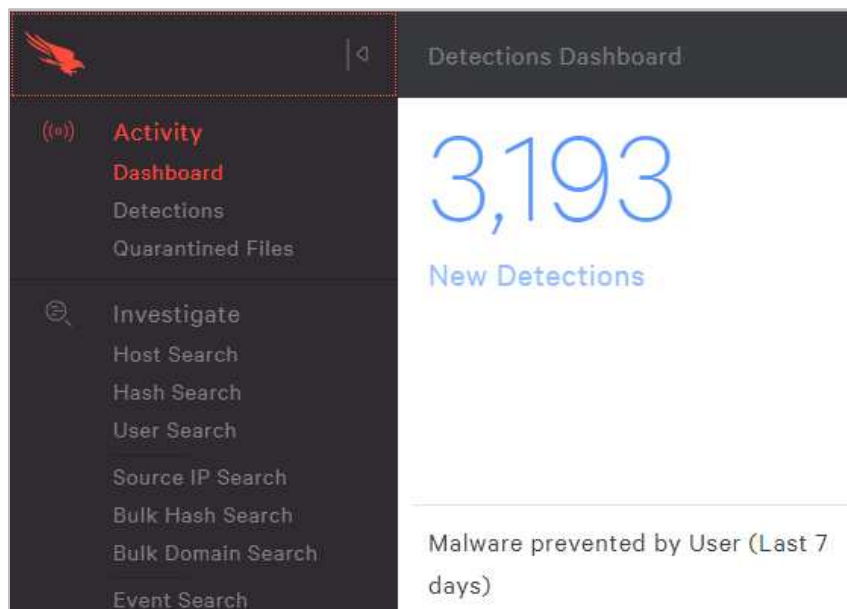 Activity
Dashboard
Detections
Quarantined Files
Investigate
Host Search
Hash Search
User Search
Source IP Search
Bulk Hash Search
Bulk Domain Search
Event Search
Detections Dashboard
3,193
New Detections
Malware prevented by User (Last 7
days)